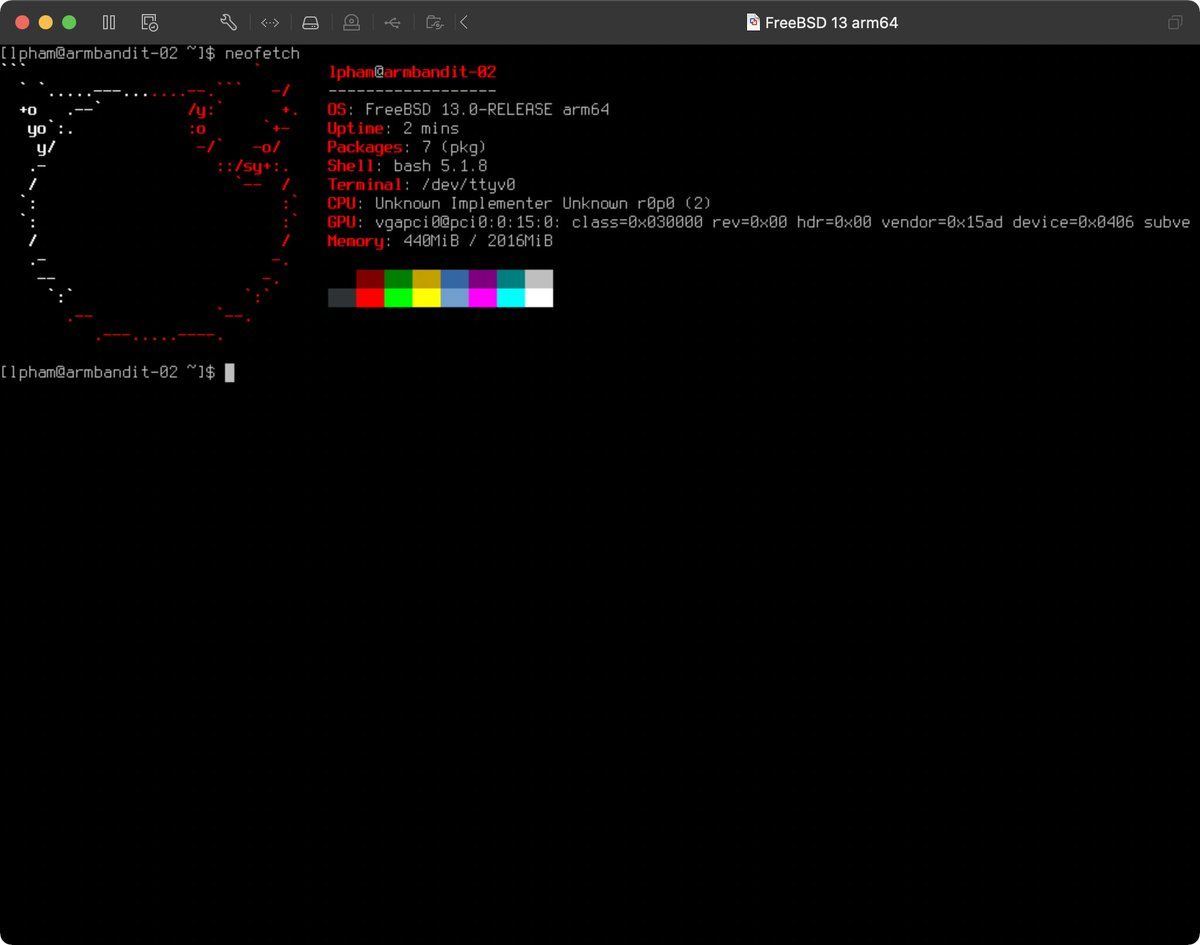 FreeBSD 13 arm64
[lpham@armbandit-02 ~]$ neofetch
lpham@armbandit-02
------------------
OS: FreeBSD 13.0-RELEASE arm64
Uptime: 2 mins
Packages: 7 (pkg)
Shell: bash 5.1.8
Terminal: /dev/ttyv0
CPU: Unknown Implementer Unknown r0p0 (2)
GPU: vgapci0@pci0:0:15:0: class=0x030000 rev=0x00 hdr=0x00 vendor=0x15ad device=0x0406 subve
Memory: 440MiB / 2016MiB
[lpham@armbandit-02 ~]$